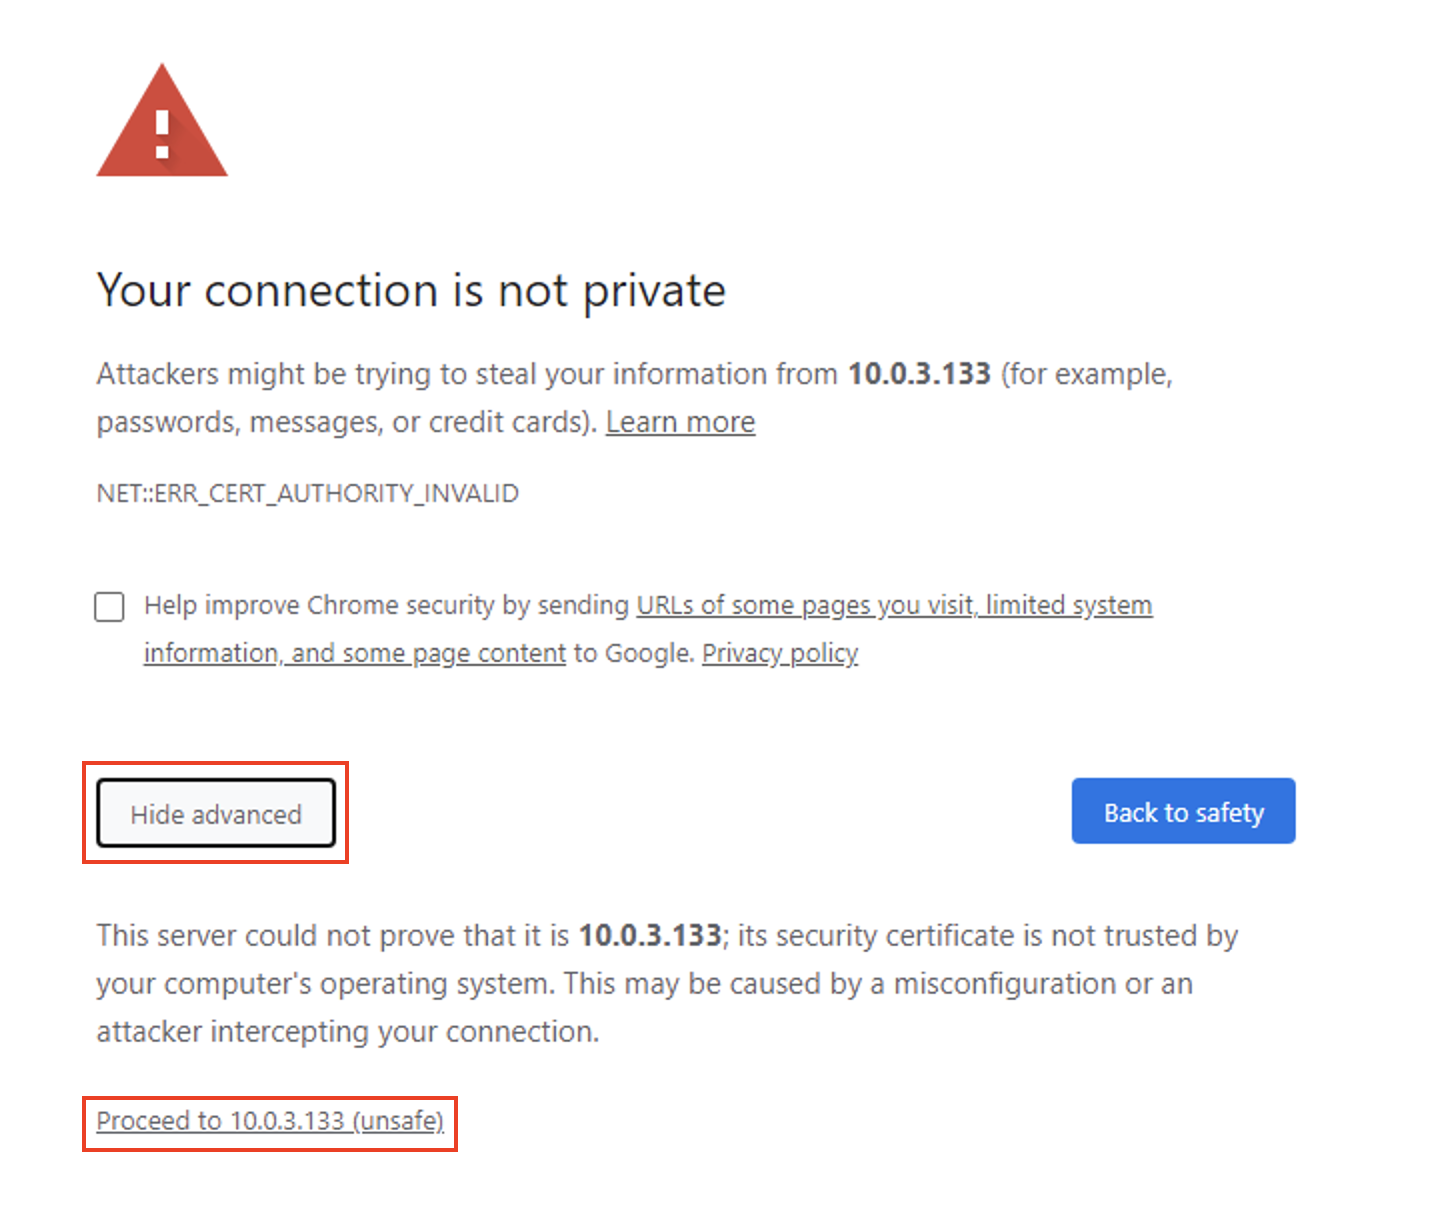 Your connection is not private
Attackers might be trying to steal your information from 10.0.3.133 (for example,
passwords, messages, or credit cards). Learn more
NET::ERR_CERT_AUTHORITY_INVALID
Help improve Chrome security by sending URLs of some pages you visit, limited system
information, and some page content to Google. Privacy policy
Hide advanced
Back to safety
This server could not prove that it is 10.0.3.133; its security certificate is not trusted by
your computer's operating system. This may be caused by a misconfiguration or an
attacker intercepting your connection.
Proceed to 10.0.3.133 (unsafe)